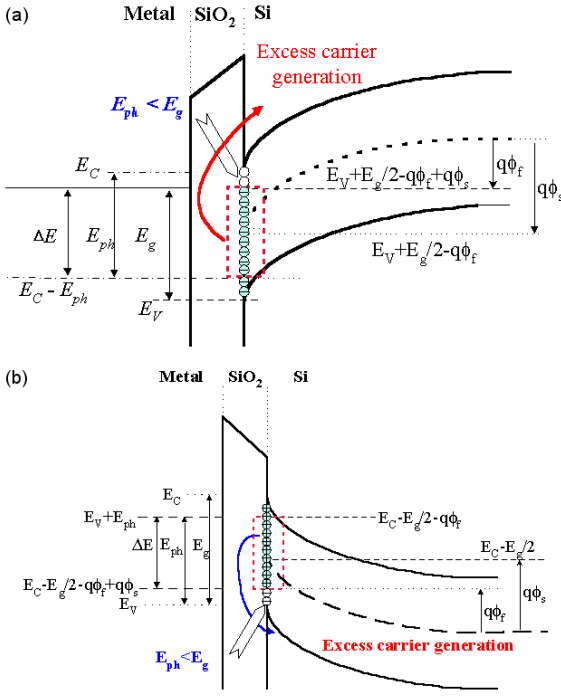 (a)
Metal SiO2 Si
Excess carrier
generation
Eph < Eg
EC
EV+Eg/2-qϕf+qϕs
qϕf
qϕs
ΔE Eph Eg
EV+Eg/2-qϕf
EC - Eph
EV
(b)
Metal SiO2 Si
EC
EV+Eph
EC-Eg/2-qϕf
ΔE Eph Eg
EC-Eg/2
EC-Eg/2-qϕf+qϕs
qϕf
qϕs
EV
Excess carrier generation
Eph<Eg